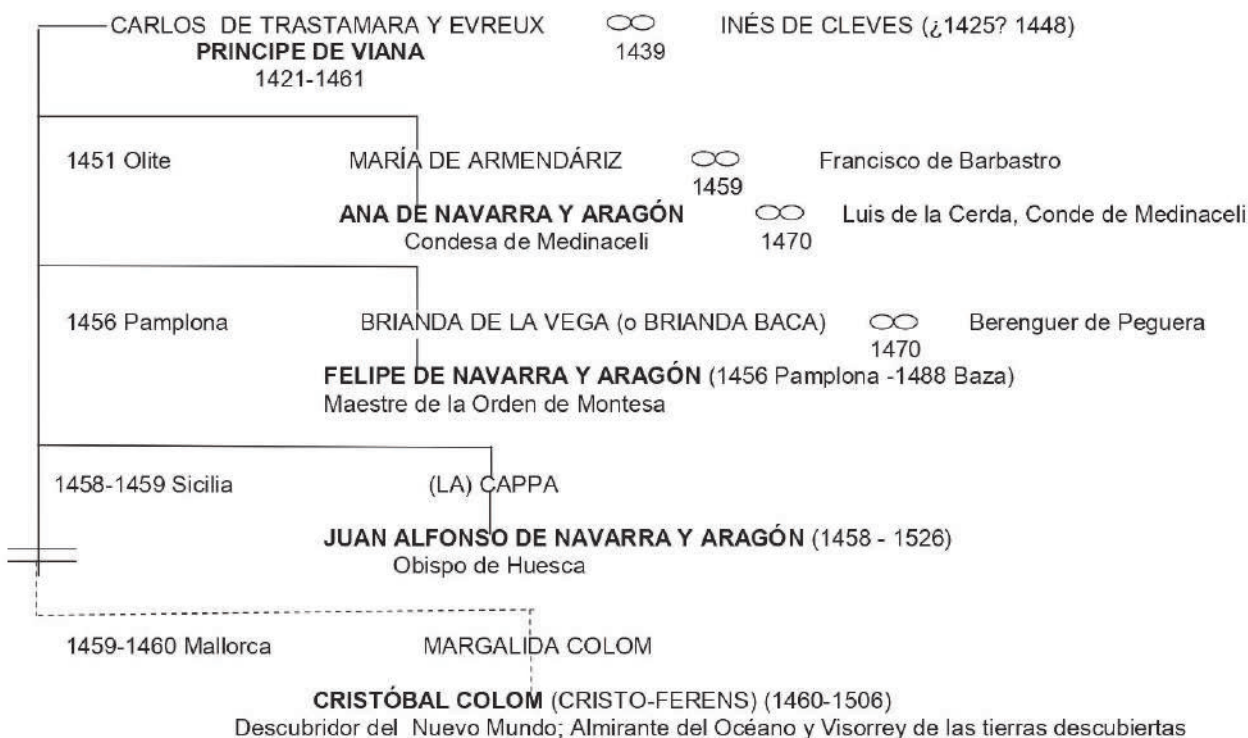 CARLOS DE TRASTAMARA Y EVREUX INÉS DE CLEVES (¿1425? 1448)
PRINCIPE DE VIANA 1439
1421-1461
1451 Olite MARÍA DE ARMENDÁRIZ Francisco de Barbastro
1459
ANA DE NAVARRA Y ARAGÓN Luis de la Cerda, Conde de Medinaceli
Condesa de Medinaceli 1470
1456 Pamplona BRIANDA DE LA VEGA (o BRIANDA BACA) Berenguer de Peguera
1470
FELIPE DE NAVARRA Y ARAGÓN (1456 Pamplona -1488 Baza)
Maestre de la Orden de Montesa
1458-1459 Sicilia (LA) CAPPA
JUAN ALFONSO DE NAVARRA Y ARAGÓN (1458 - 1526)
Obispo de Huesca
1459-1460 Mallorca MARGALIDA COLOM
CRISTÓBAL COLOM (CRISTO-FERENS) (1460-1506)
Descubridor del Nuevo Mundo; Almirante del Océano y Visorrey de las tierras descubiertas